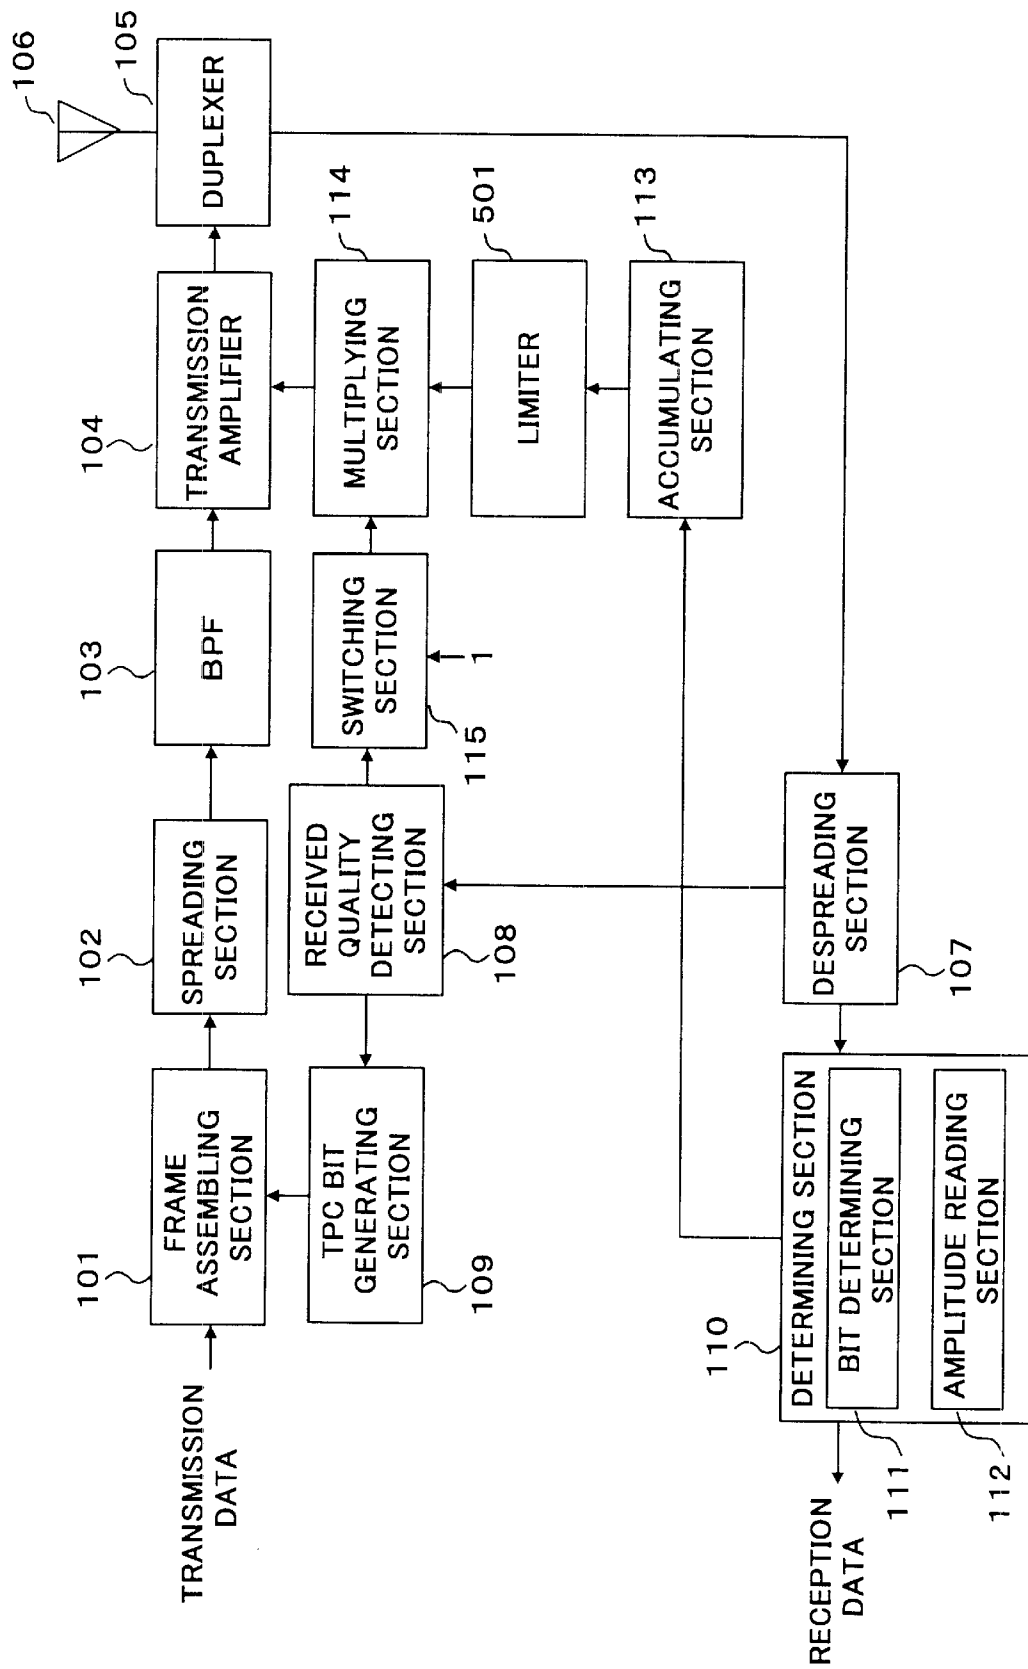 106
105
DUPLEXER
104
TRANSMISSION
AMPLIFIER
114
MULTIPLYING
SECTION
501
LIMITER
113
ACCUMULATING
SECTION
103
BPF
SWITCHING
SECTION
1
115
102
SPREADING
SECTION
RECEIVED
QUALITY
DETECTING
SECTION
108
DESPREADING
SECTION
107
101
FRAME
ASSEMBLING
SECTION
TPC BIT
GENERATING
SECTION
109
110
DETERMINING SECTION
BIT DETERMINING
SECTION
111
AMPLITUDE READING
SECTION
112
TRANSMISSION
DATA
RECEPTION
DATA